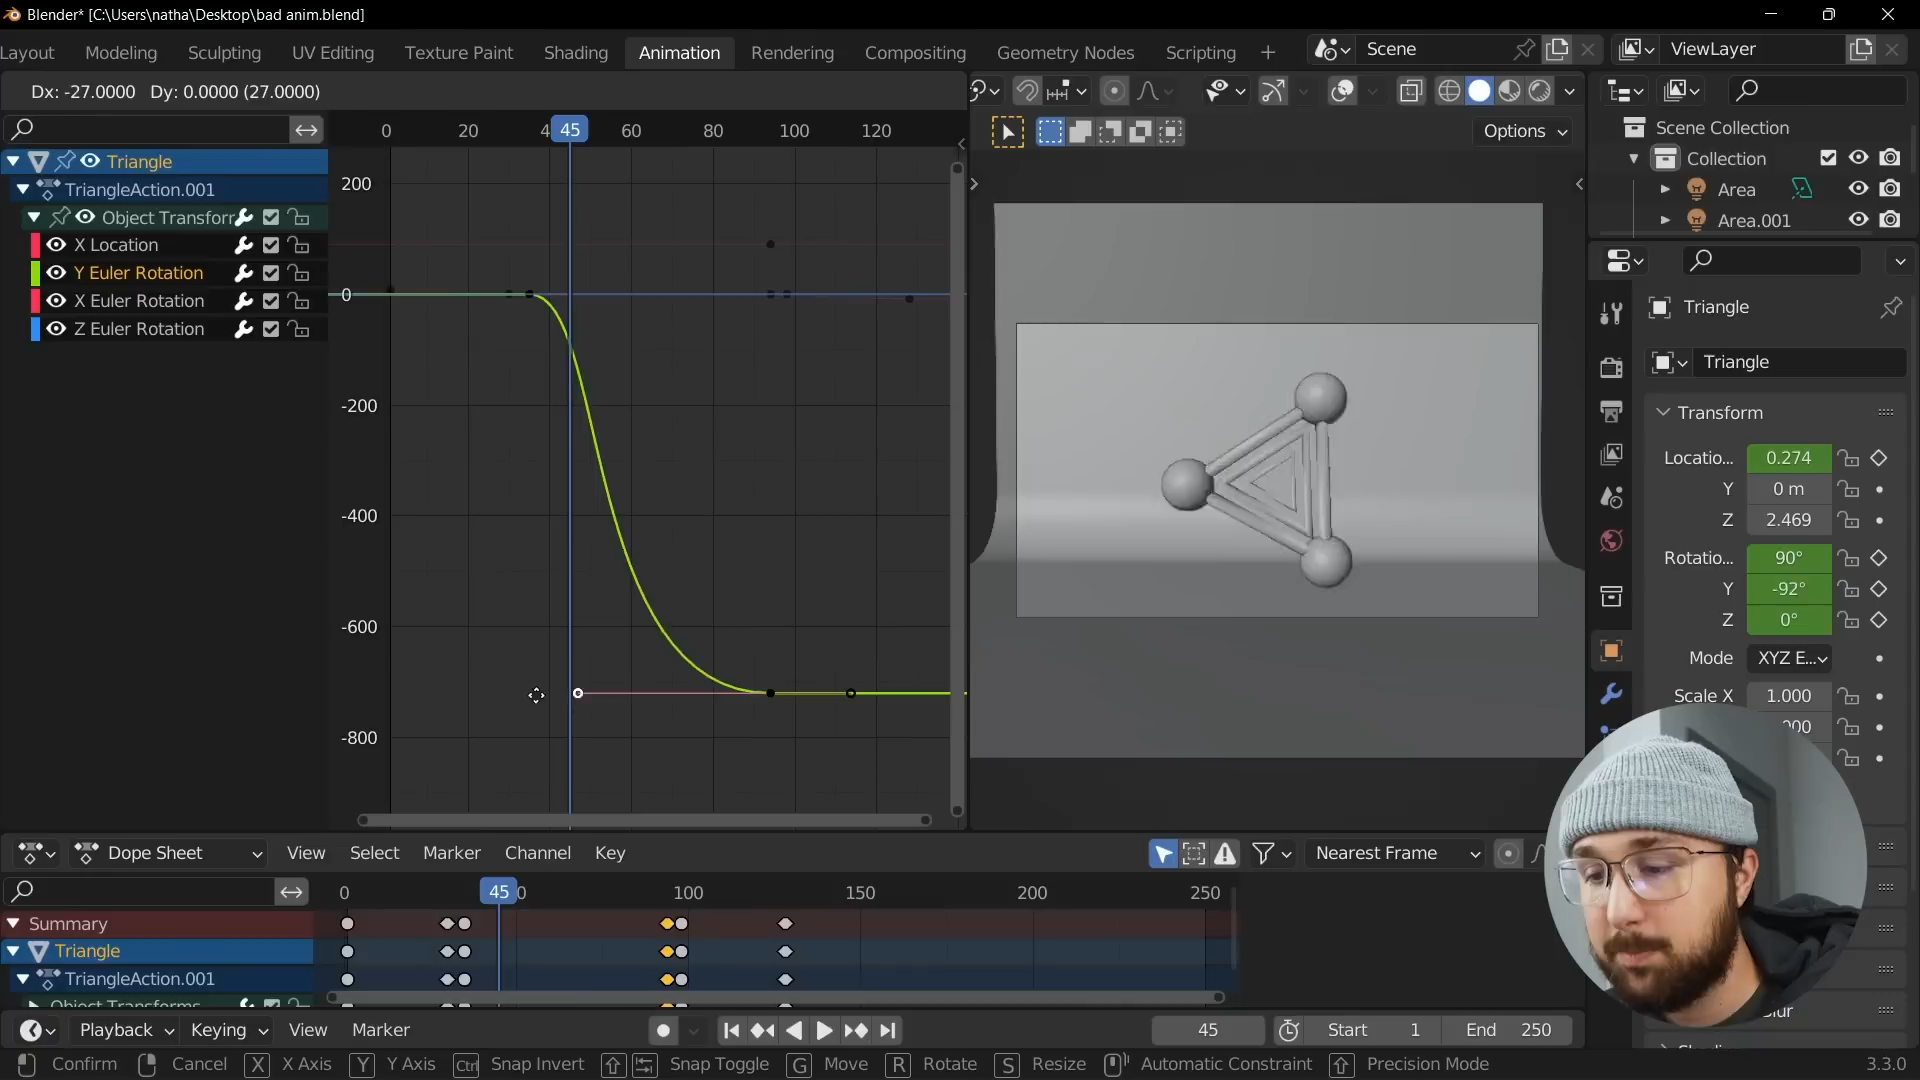 Blender* [C:\Users\natha\Desktop\bad anim.blend]
Layout Modeling Sculpting UV Editing Texture Paint Shading Animation Rendering Compositing Geometry Nodes Scripting + Scene ViewLayer
Dx: -27.0000 Dy: 0.0000 (27.0000)
0 20 4 45 60 80 100 120
Options
Triangle
TriangleAction.001
Object Transforr
X Location
Y Euler Rotation
X Euler Rotation
Z Euler Rotation
200
0
-200
-400
-600
-800
Scene Collection
Collection
Area
Area.001
Triangle
Triangle
Transform
Locatio... 0.274
Y 0 m
Z 2.469
Rotatio... 90°
Y -92°
Z 0°
Mode XYZ E...
Scale X 1.000
Dope Sheet View Select Marker Channel Key Nearest Frame
0 45 0 100 150 200 250
Summary
Triangle
TriangleAction.001
Object Transforms
Playback Keying View Marker 45 Start 1 End 250
Confirm Cancel X X Axis Y Y Axis Ctrl Snap Invert Snap Toggle G Move R Rotate S Resize Automatic Constraint Precision Mode 3.3.0